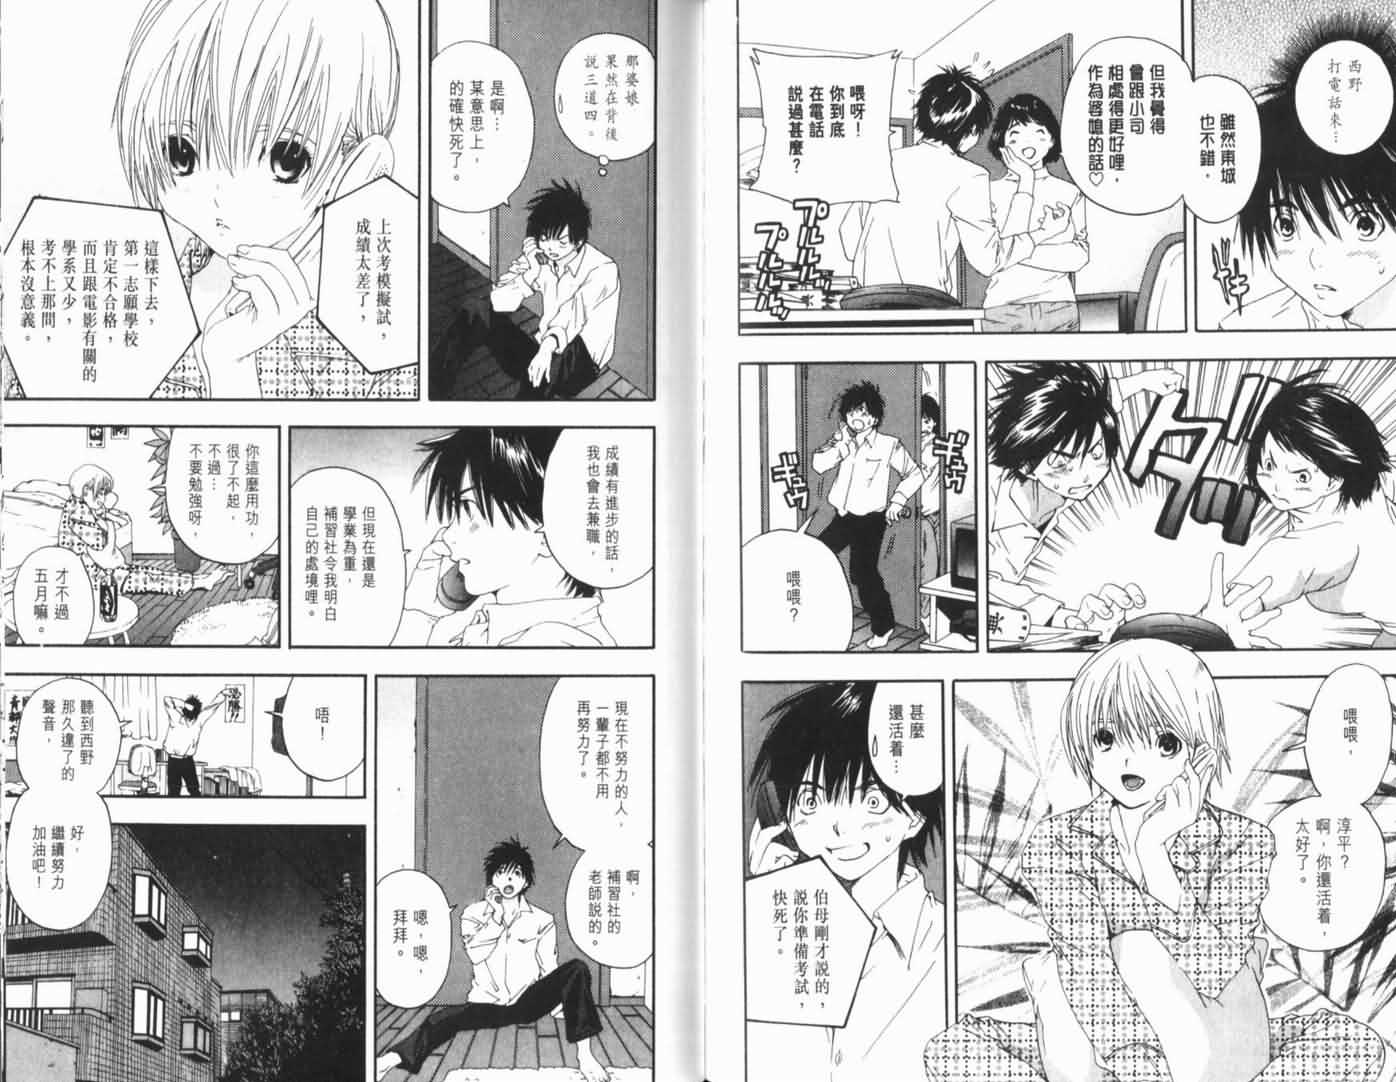 西野
打電話來…
雖然東城
也不錯，
但我覺得
會跟小司
相處得更好哩，
作為婆媳的話♡
喂呀！
你到底
在電話
說過甚麼？
ドキ
プルルル
プルルル
ダッ!!
ギュウ
ギュウ
喂喂？
喂喂，
淳平？
啊，你還活着，
太好了。
甚麼
還活着…
伯母剛才說的，
說你準備考試，
快死了。
那婆娘
果然在背後
說三道四。
是啊…
某意思上，
的確快死了。
上次考模擬試，
成績太差了，
這樣下去，
第一志願學校
肯定不合格，
而且跟電影有關的
學系又少，
考不上那間，
根本沒意義。
成績有進步的話，
我也會去兼職，
但現在還是
學業為重，
補習社令我明白
自己的處境哩。
你這麼用功，
很了不起，
不過…
不要勉強呀，
才不過
五月嘛。
現在不努力的人，
一輩子都不用
再努力了。
啊，
補習社的
老師說的。
嗯，嗯，
拜拜。
唔！
必勝!!
聽到西野
那久違了的
聲音，
好，
繼續努力
加油吧！